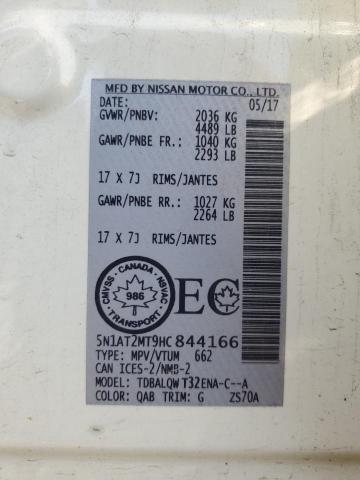 MFD BY NISSAN MOTOR CO., LTD.
DATE: 05/17
GVWR/PNBV: 2036 KG
4489 LB
GAWR/PNBE FR.: 1040 KG
2293 LB
17 X 7J RIMS/JANTES
GAWR/PNBE RR.: 1027 KG
2264 LB
17 X 7J RIMS/JANTES
CANADA
CMVSS NSVAC
986
TRANSPORT
EC
5N1AT2MT9HC844166
TYPE: MPV/VTUM 662
CAN ICES-2/NMB-2
MODEL: TDBALQW T32ENA-C--A
COLOR: QAB TRIM: G ZS70A